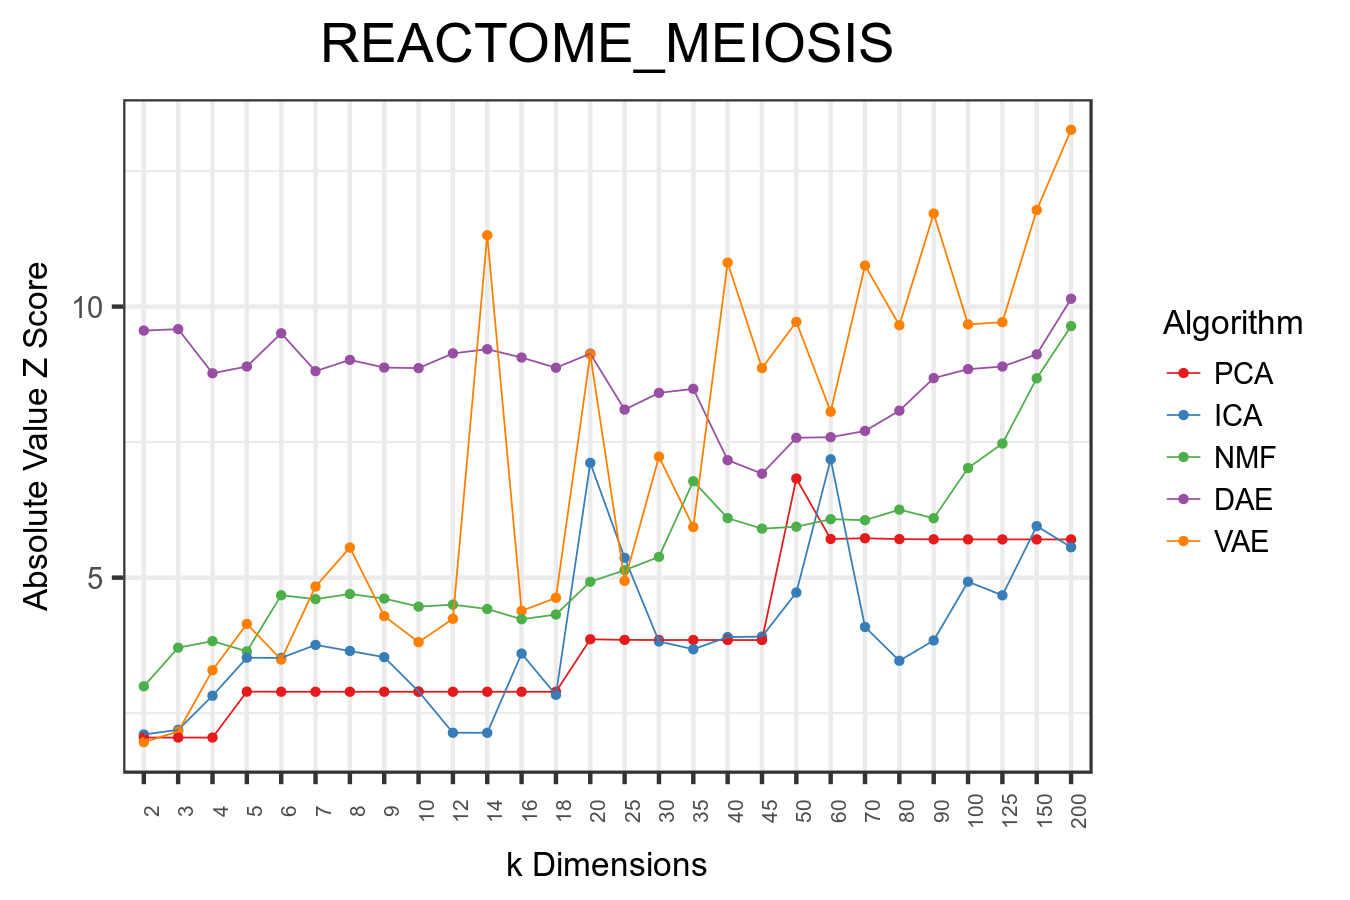 REACTOME_MEIOSIS
Absolute Value Z Score
10
5
2 3 4 5 6 7 8 9 10 12 14 16 18 20 25 30 35 40 45 50 60 70 80 90 100 125 150 200
k Dimensions
Algorithm
PCA
ICA
NMF
DAE
VAE